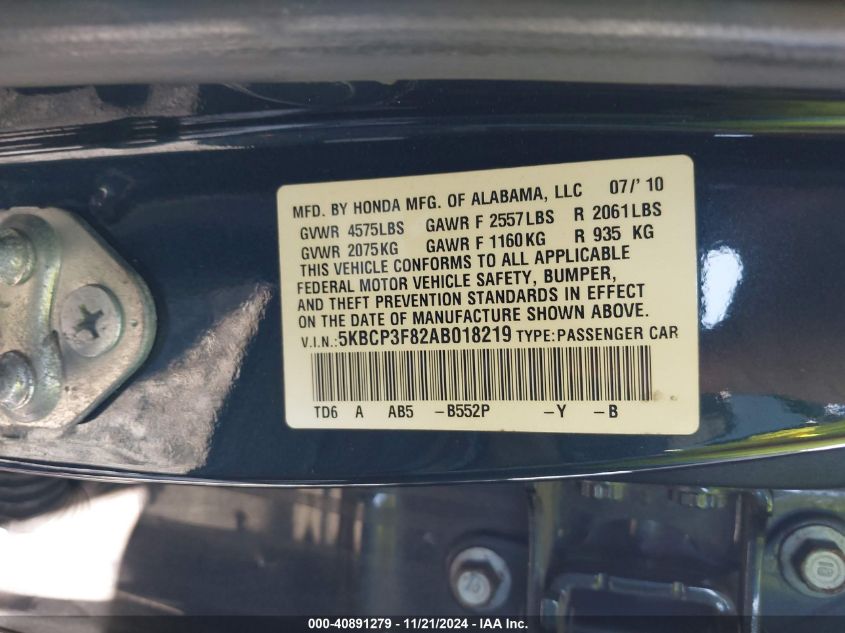 MFD. BY HONDA MFG. OF ALABAMA, LLC 07/'10
GVWR 4575LBS GAWR F 2557LBS R 2061LBS
GVWR 2075KG GAWR F 1160KG R 935 KG
THIS VEHICLE CONFORMS TO ALL APPLICABLE
FEDERAL MOTOR VEHICLE SAFETY, BUMPER,
AND THEFT PREVENTION STANDARDS IN EFFECT
ON THE DATE OF MANUFACTURE SHOWN ABOVE.
V.I.N.:5KBCP3F82AB018219 TYPE:PASSENGER CAR
TD6 A AB5 -B552P -Y -B
000-40891279 - 11/21/2024 - IAA Inc.